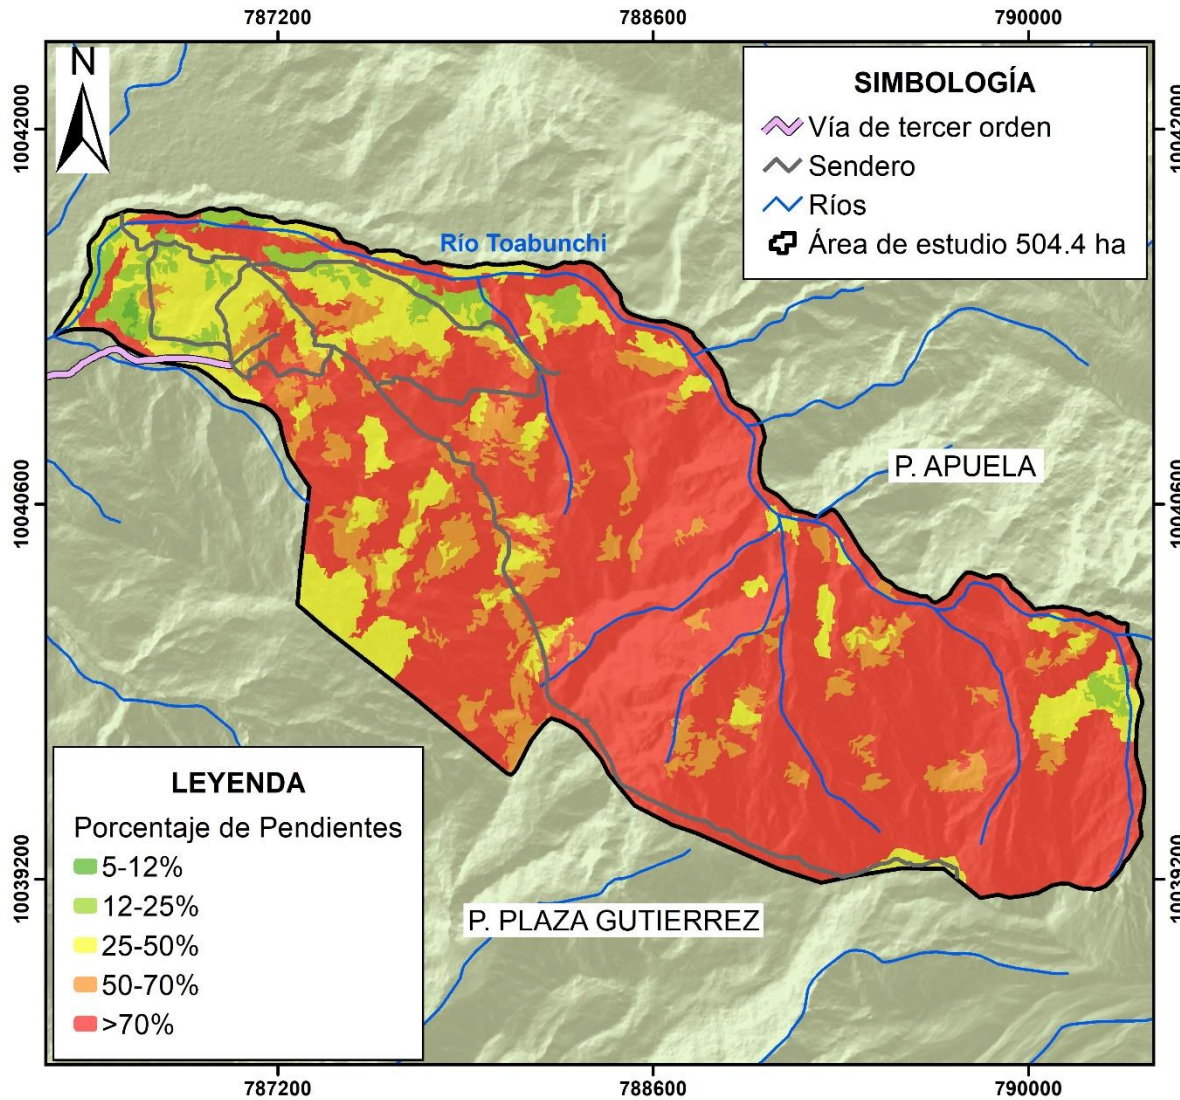 787200
788600
790000
N
10042000
10042000
SIMBOLOGÍA
Vía de tercer orden
Sendero
Ríos
Área de estudio 504.4 ha
Río Toabunchi
P. APUELA
10040600
10040600
LEYENDA
Porcentaje de Pendientes
5-12%
12-25%
25-50%
50-70%
>70%
10039200
10039200
P. PLAZA GUTIERREZ
787200
788600
790000